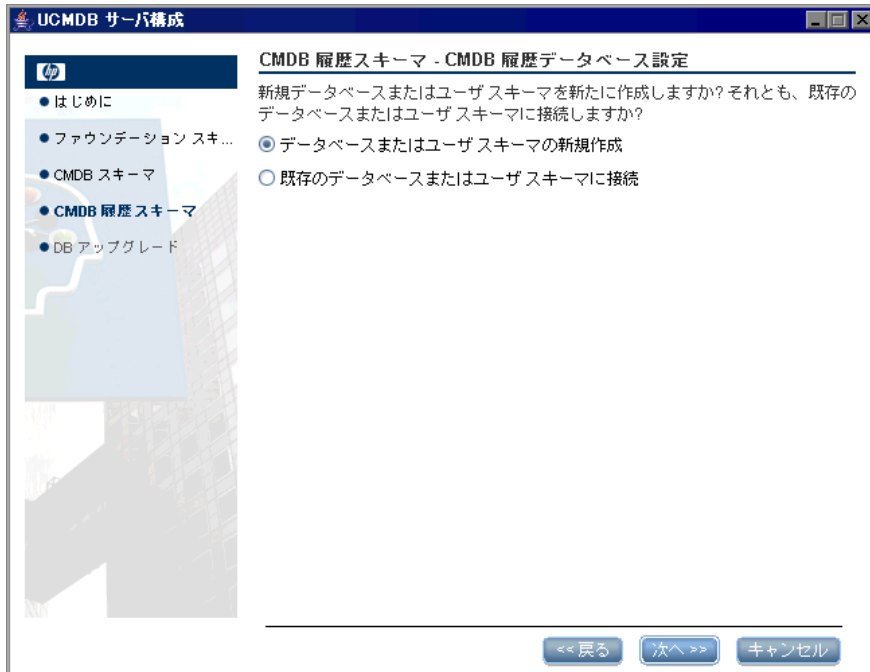 UCMDB サーバ構成
hp
はじめに
ファウンデーション スキ...
CMDB スキーマ
CMDB 履歴スキーマ
DB アップグレード
CMDB 履歴スキーマ - CMDB 履歴データベース設定
新規データベースまたはユーザ スキーマを新たに作成しますか? それとも、既存の
データベースまたはユーザ スキーマに接続しますか?
データベースまたはユーザ スキーマの新規作成
既存のデータベースまたはユーザ スキーマに接続
<< 戻る
次へ >>
キャンセル